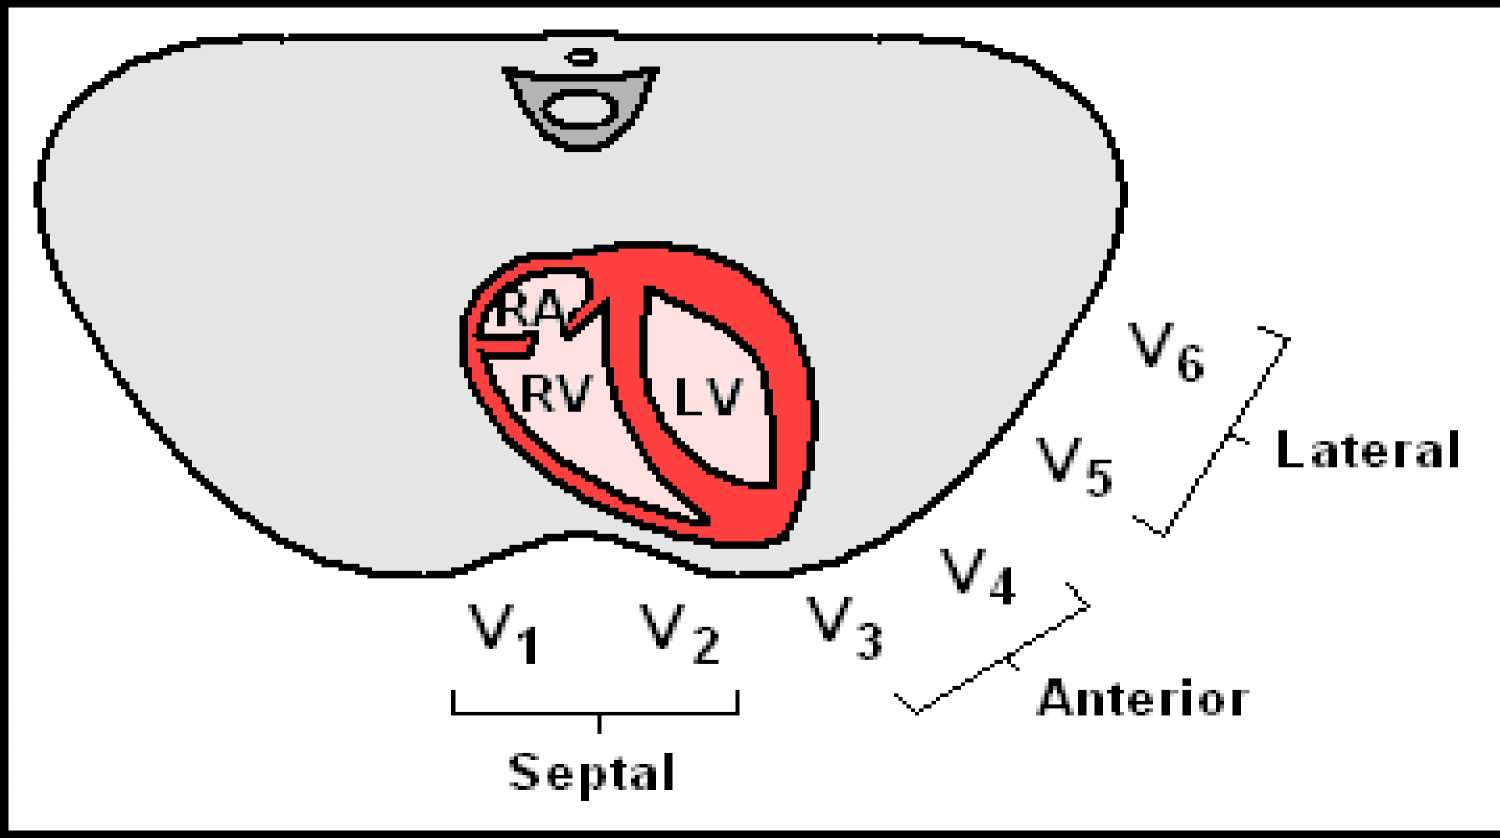 RA
RV
LV
V6
V5
Lateral
V4
V1
V2
V3
Anterior
Septal